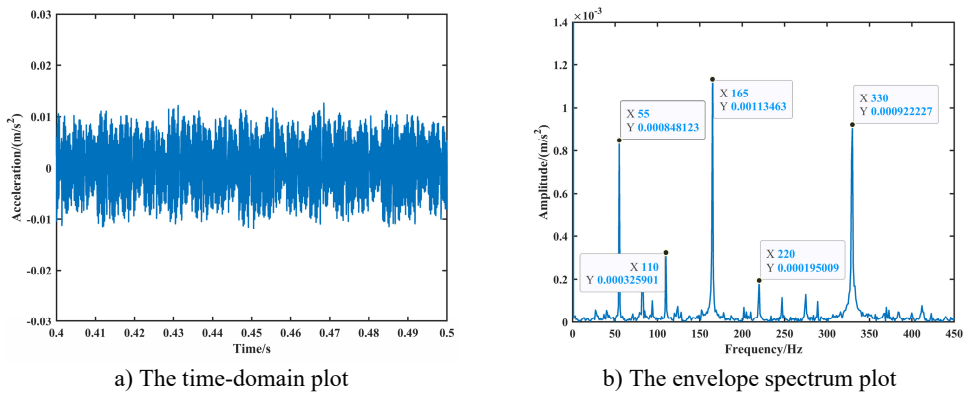 0.03
0.02
0.01
0
-0.01
-0.02
-0.03
Acceleration/(m/s²)
0.4 0.41 0.42 0.43 0.44 0.45 0.46 0.47 0.48 0.49 0.5
Time/s
a) The time-domain plot
×10⁻³
1.4
1.2
1
0.8
0.6
0.4
0.2
0
Amplitude/(m/s²)
X 165
Y 0.00113463
X 330
Y 0.000922227
X 55
Y 0.000848123
X 110
Y 0.000325901
X 220
Y 0.000195009
0 50 100 150 200 250 300 350 400 450
Frequency/Hz
b) The envelope spectrum plot